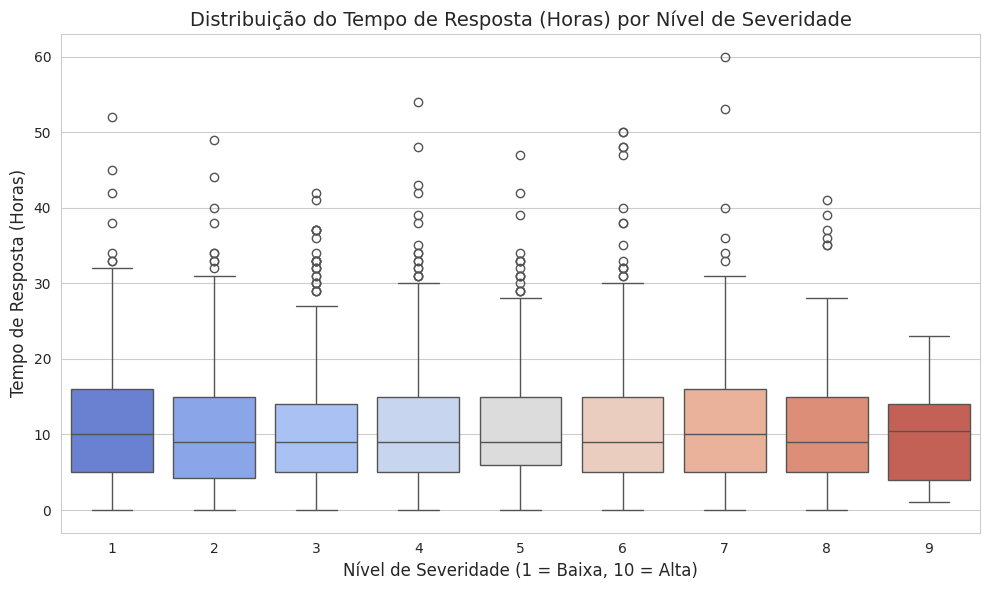 Distribuição do Tempo de Resposta (Horas) por Nível de Severidade
Tempo de Resposta (Horas)
60
50
40
30
20
10
0
1 2 3 4 5 6 7 8 9
Nível de Severidade (1 = Baixa, 10 = Alta)